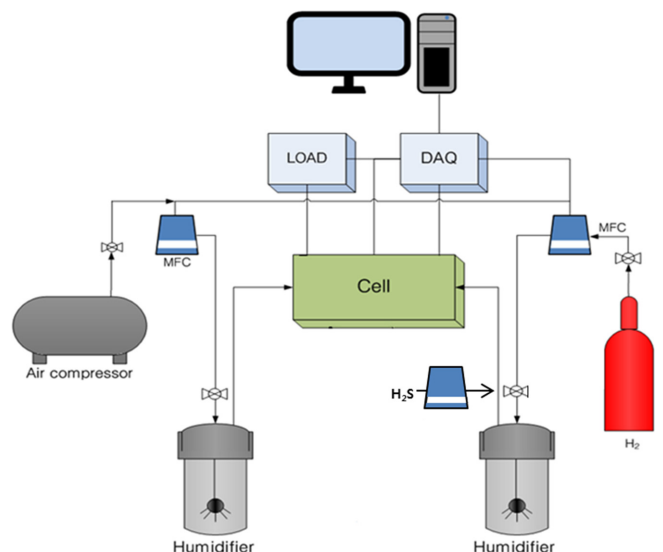 LOAD
DAQ
MFC
MFC
Cell
Air compressor
H₂S
H₂
Humidifier
Humidifier